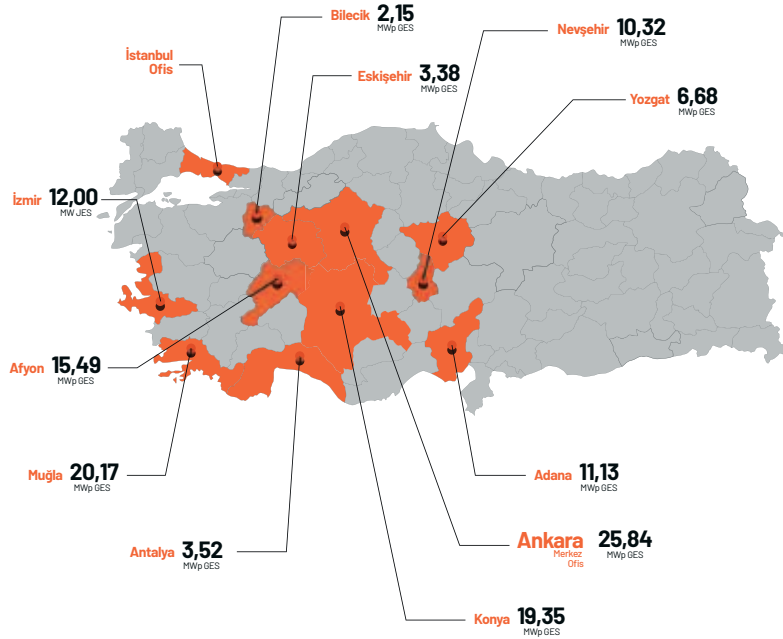 Bilecik 2,15
MWp GES
Nevşehir 10,32
MWp GES
İstanbul
Ofis
Eskişehir 3,38
MWp GES
Yozgat 6,68
MWp GES
İzmir 12,00
MW JES
Afyon 15,49
MWp GES
Muğla 20,17
MWp GES
Adana 11,13
MWp GES
Antalya 3,52
MWp GES
Ankara 25,84
Merkez
Ofis
MWp GES
Konya 19,35
MWp GES